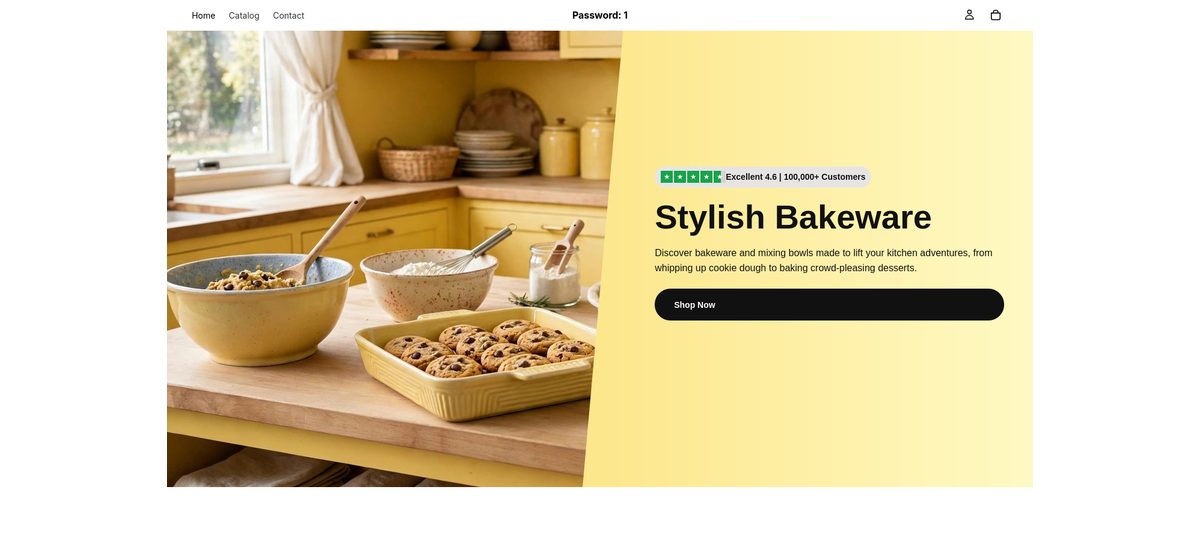 Home
Catalog
Contact
Password: 1
Excellent 4.6 | 100,000+ Customers
Stylish Bakeware
Discover bakeware and mixing bowls made to lift your kitchen adventures, from
whipping up cookie dough to baking crowd-pleasing desserts.
Shop Now